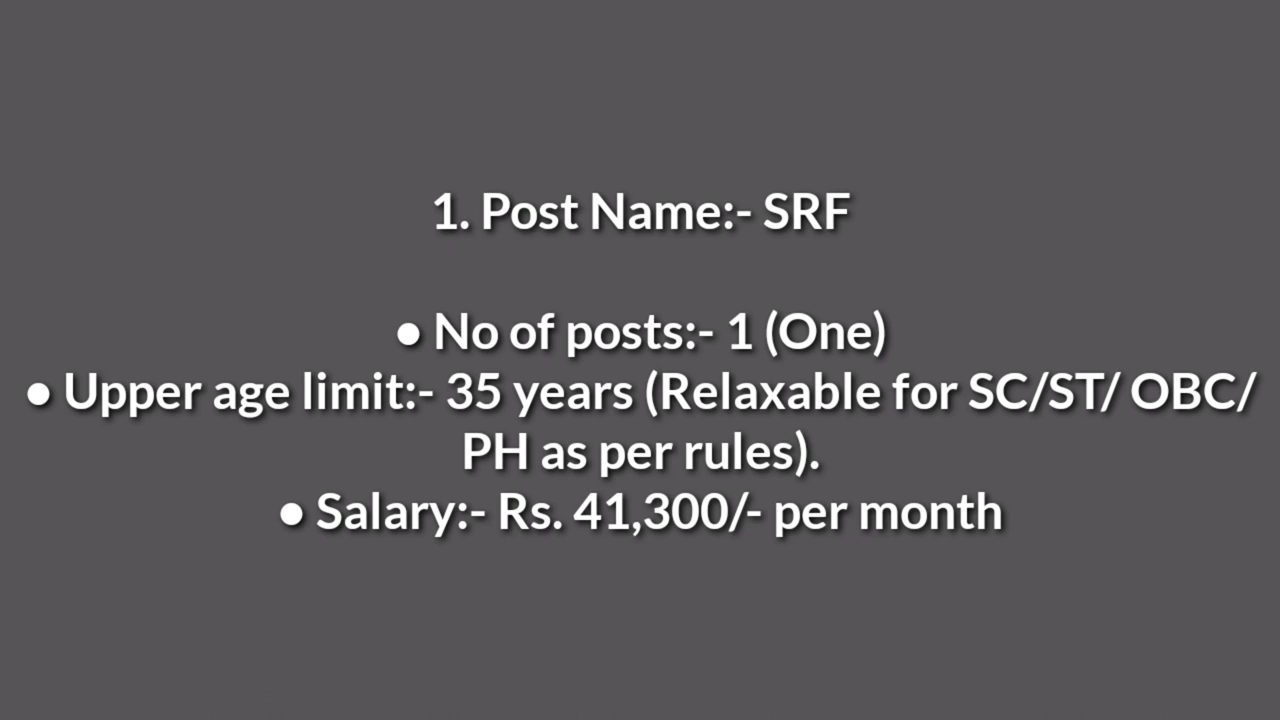 1. Post Name:- SRF
● No of posts:- 1 (One)
● Upper age limit:- 35 years (Relaxable for SC/ST/ OBC/
PH as per rules).
● Salary:- Rs. 41,300/- per month